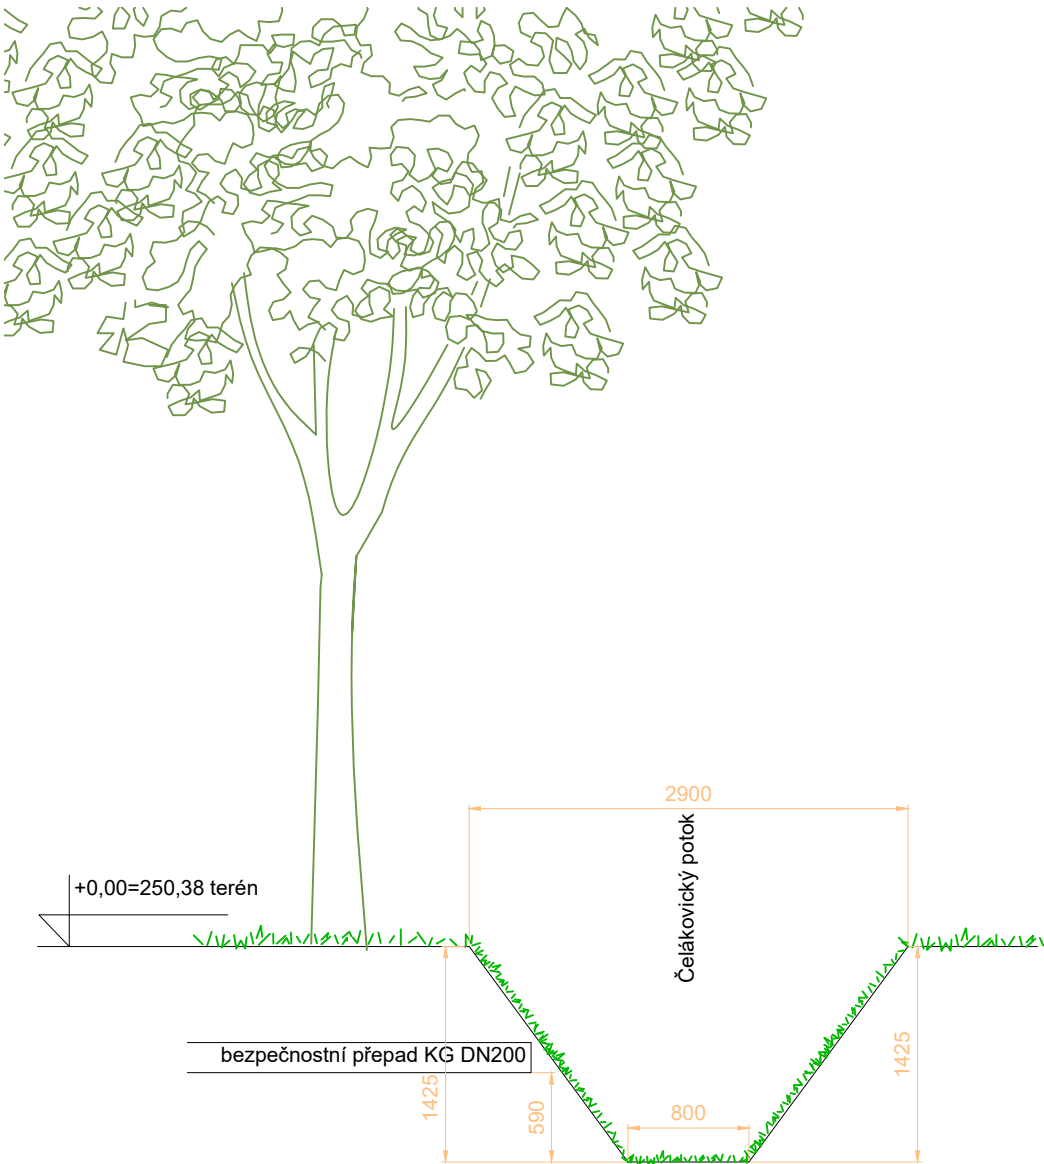 2900
Čelákovický potok
+0,00=250,38 terén
bezpečnostní přepad KG DN200
1425
590
800
1425